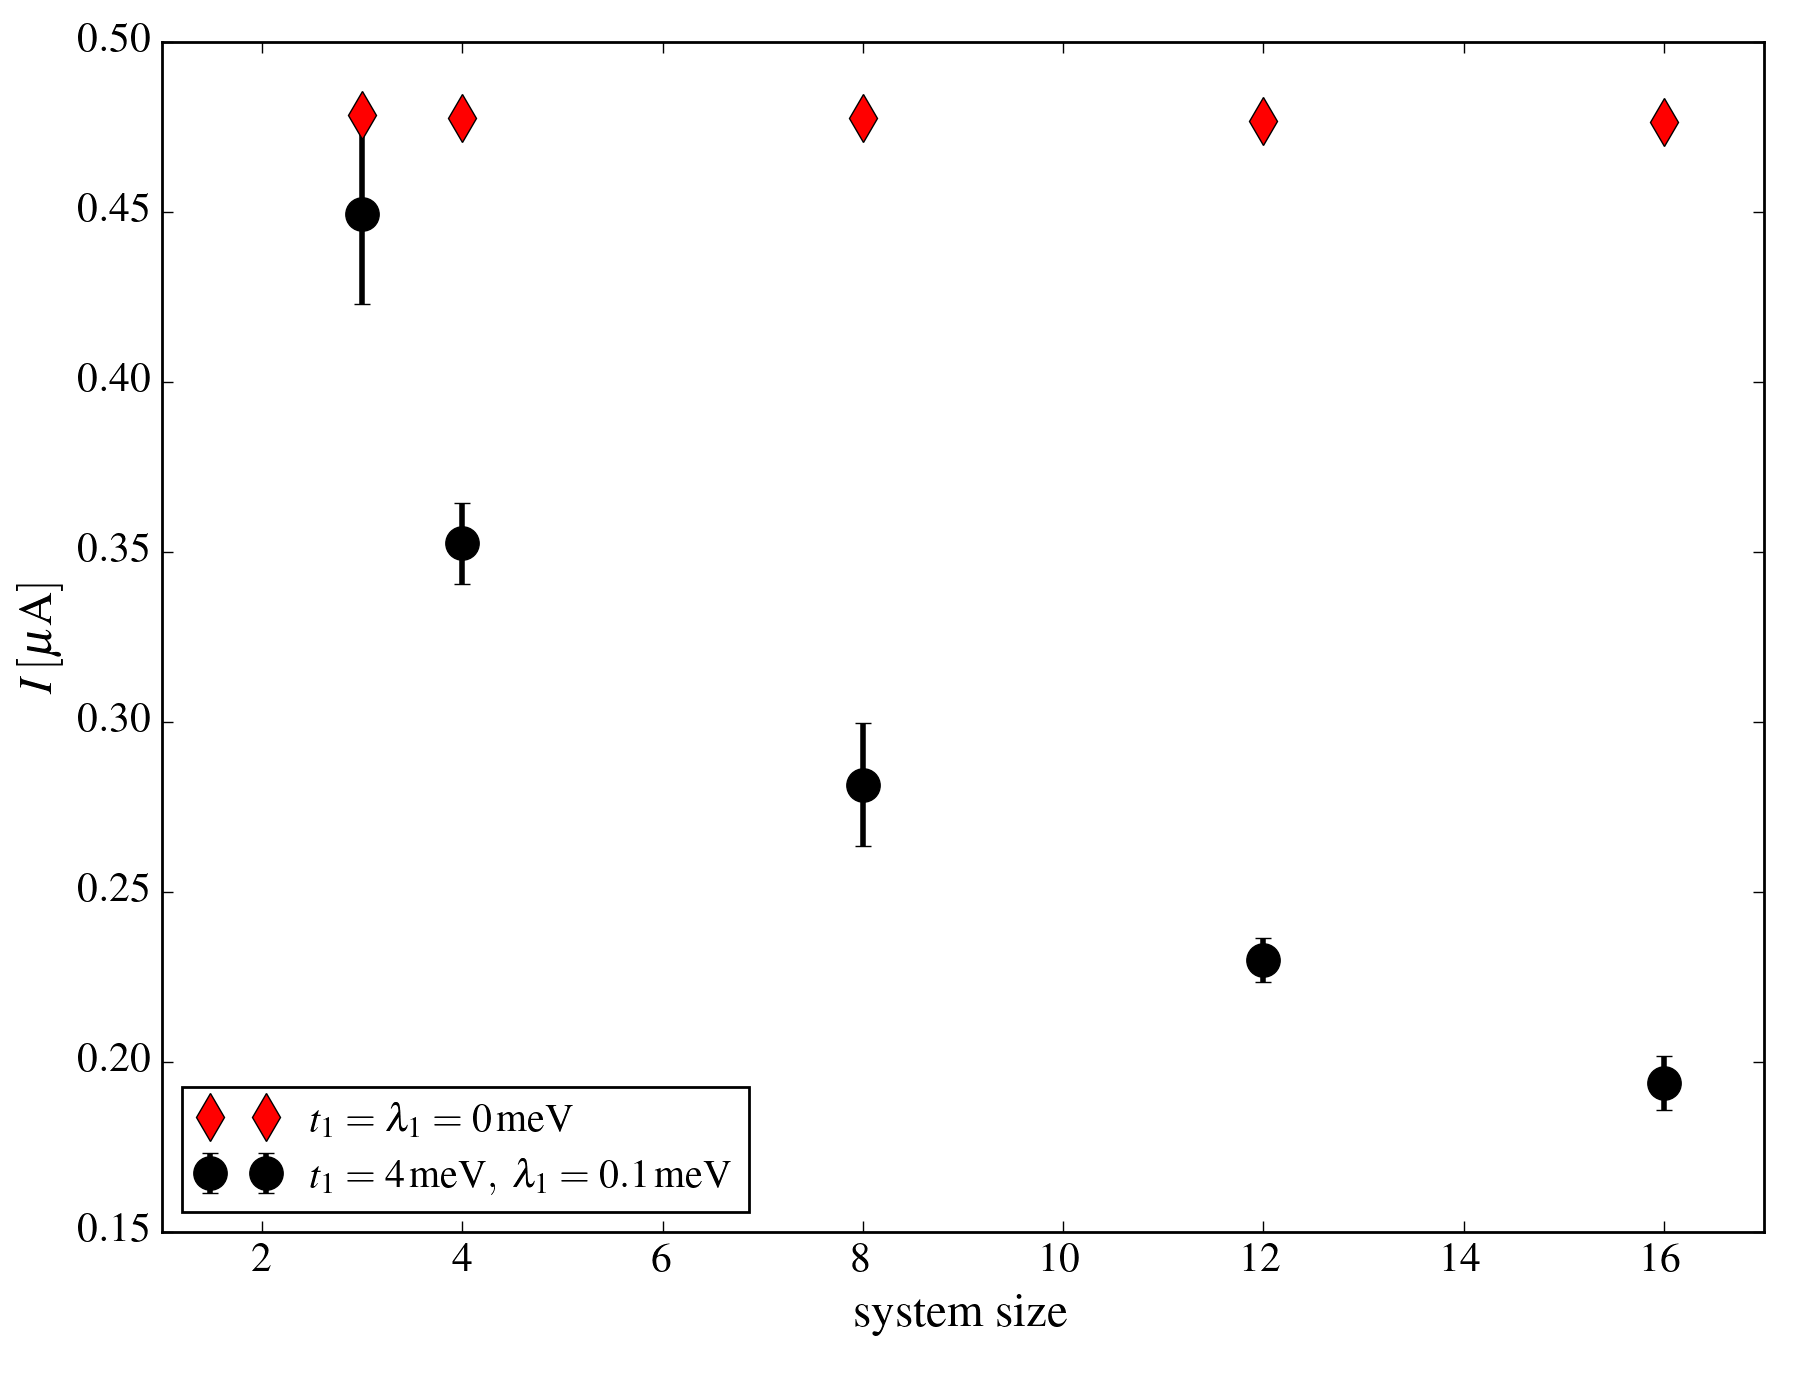 0.50
0.45
0.40
0.35
0.30
0.25
0.20
0.15
I [μA]
t₁ = λ₁ = 0 meV
t₁ = 4 meV, λ₁ = 0.1 meV
2 4 6 8 10 12 14 16
system size